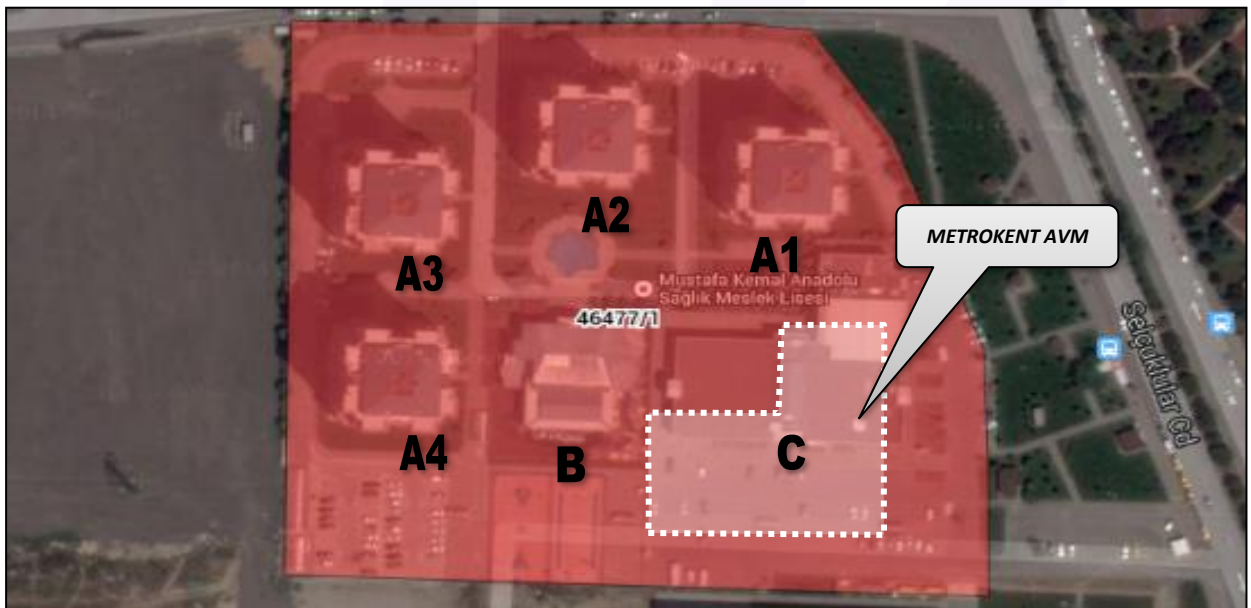 A2
A1
METROKENT AVM
A3
Mustafa Kemal Anadolu
Sağlık Meslek Lisesi
46477/1
Selçuklular Cd
A4
B
C